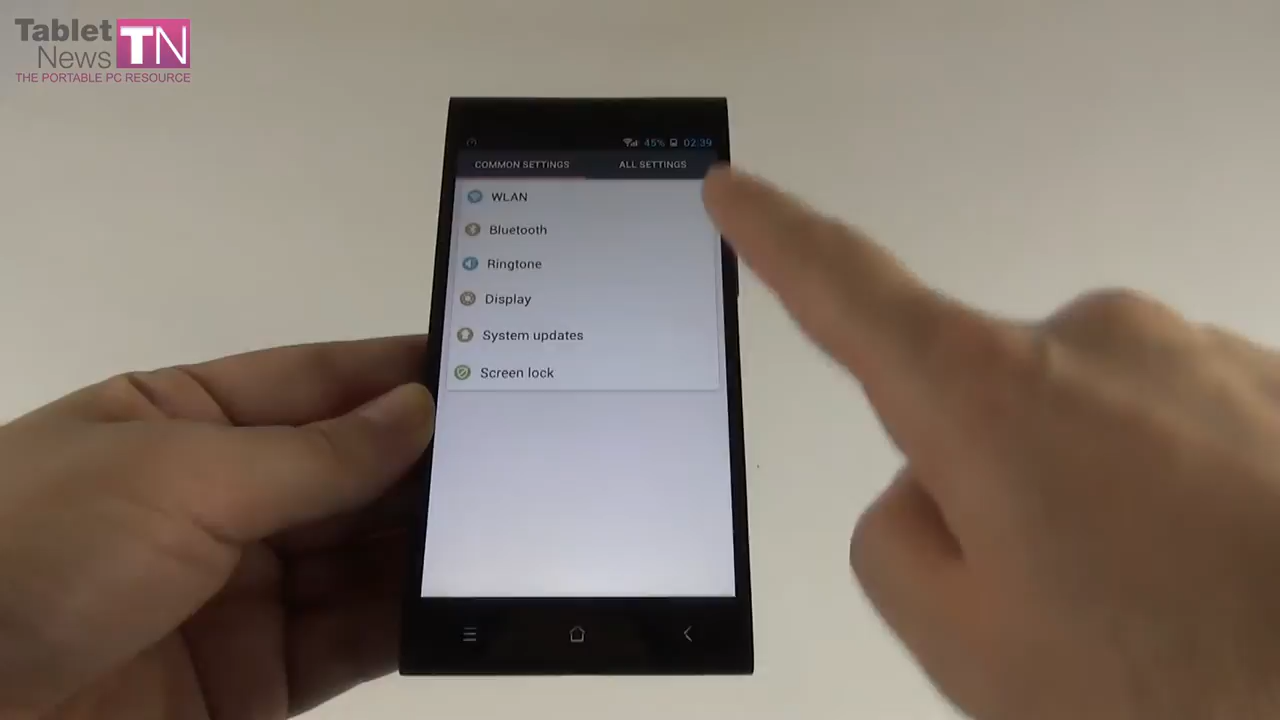 Tablet
News TN
THE PORTABLE PC RESOURCE
45% 02:39
COMMON SETTINGS ALL SETTINGS
WLAN
Bluetooth
Ringtone
Display
System updates
Screen lock